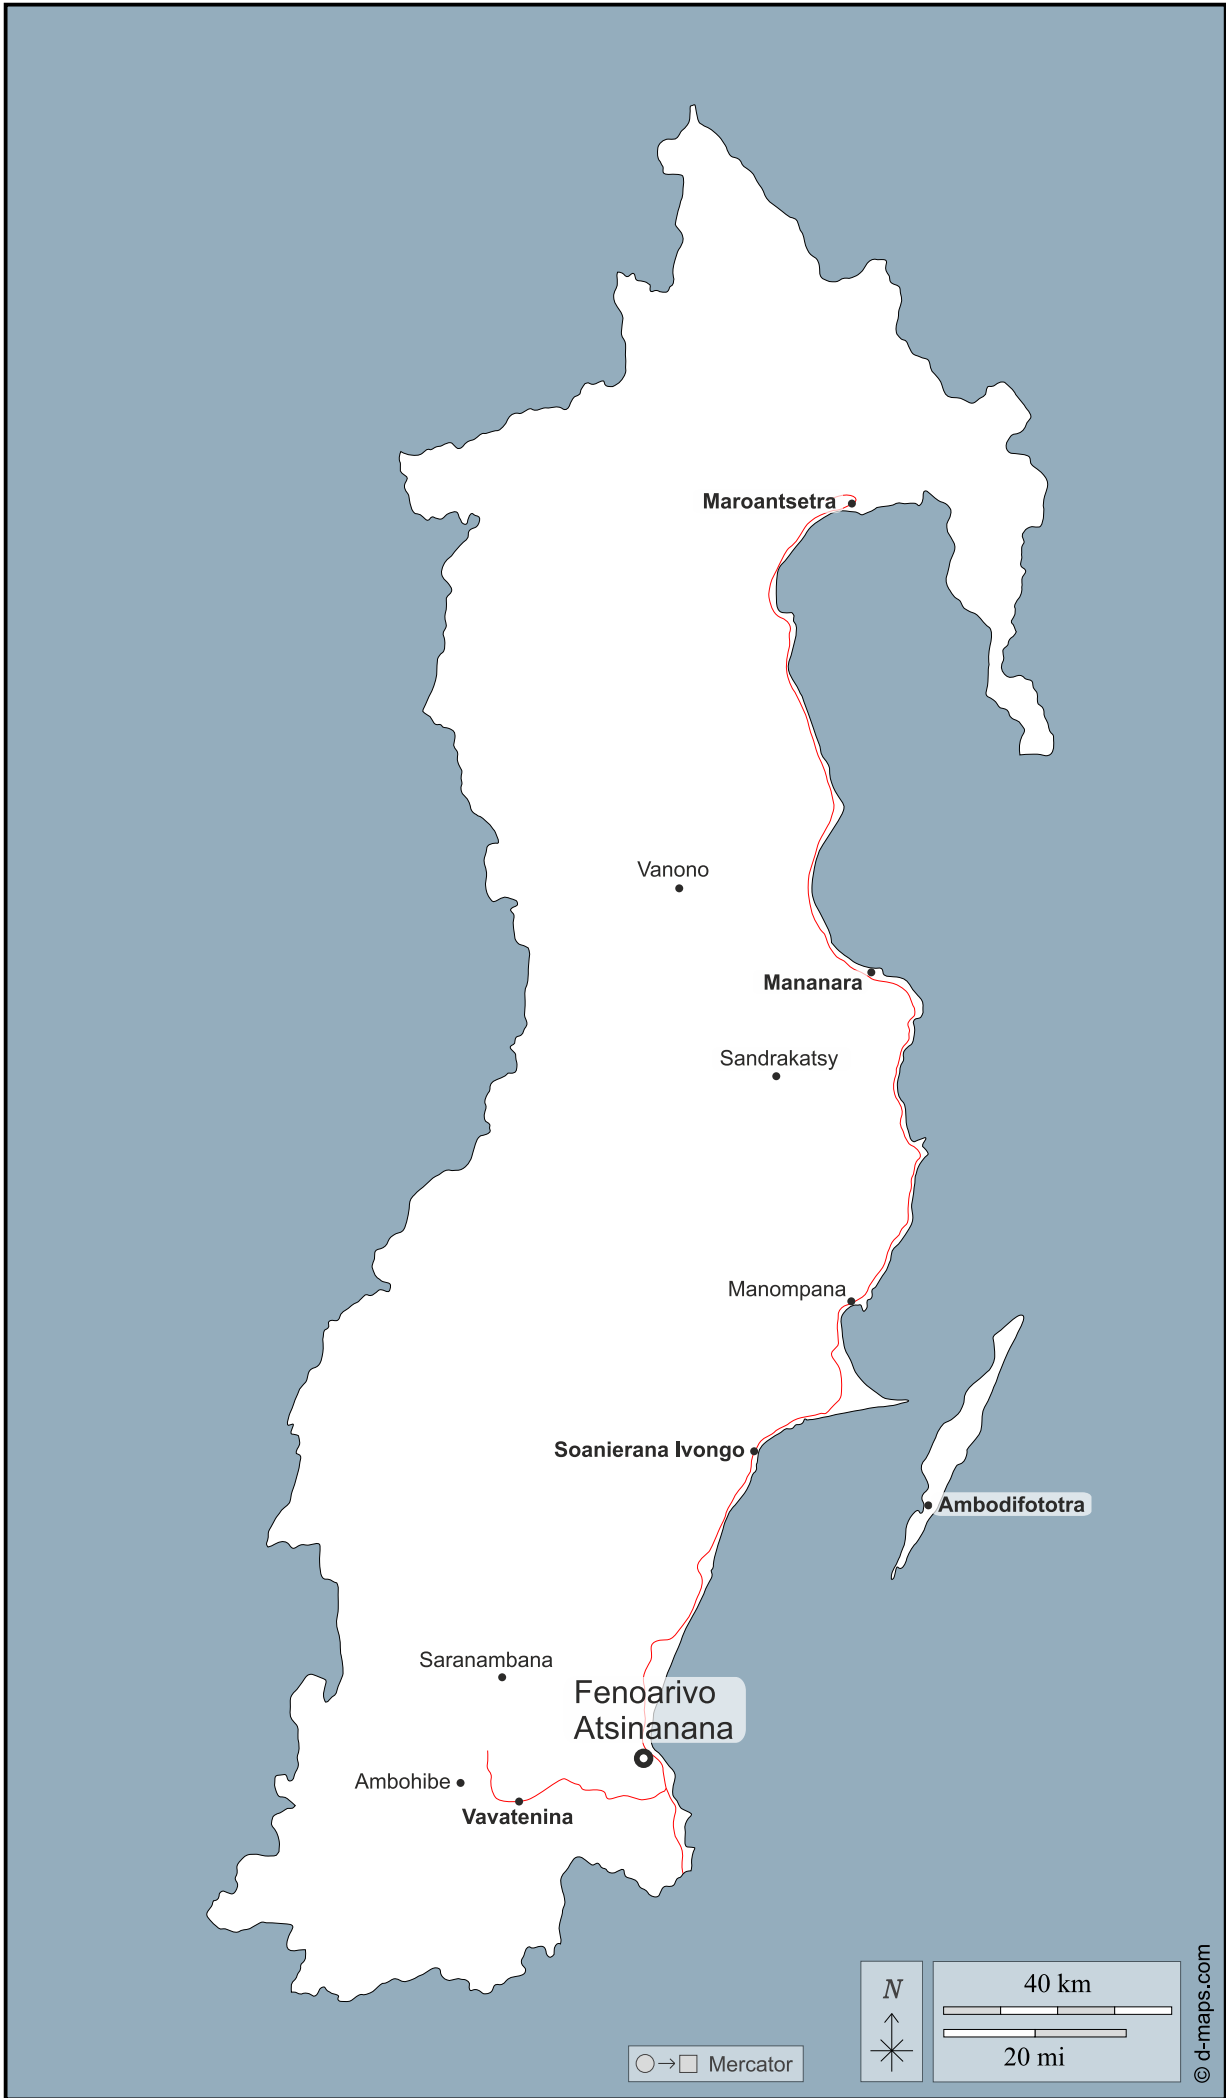 Maroantsetra
Vanono
Mananara
Sandrakatsy
Manompana
Soanierana Ivongo
Ambodifototra
Saranambana
Fenoarivo
Atsinanana
Ambohibe
Vavatenina
N
40 km
20 mi
Mercator
© d-maps.com